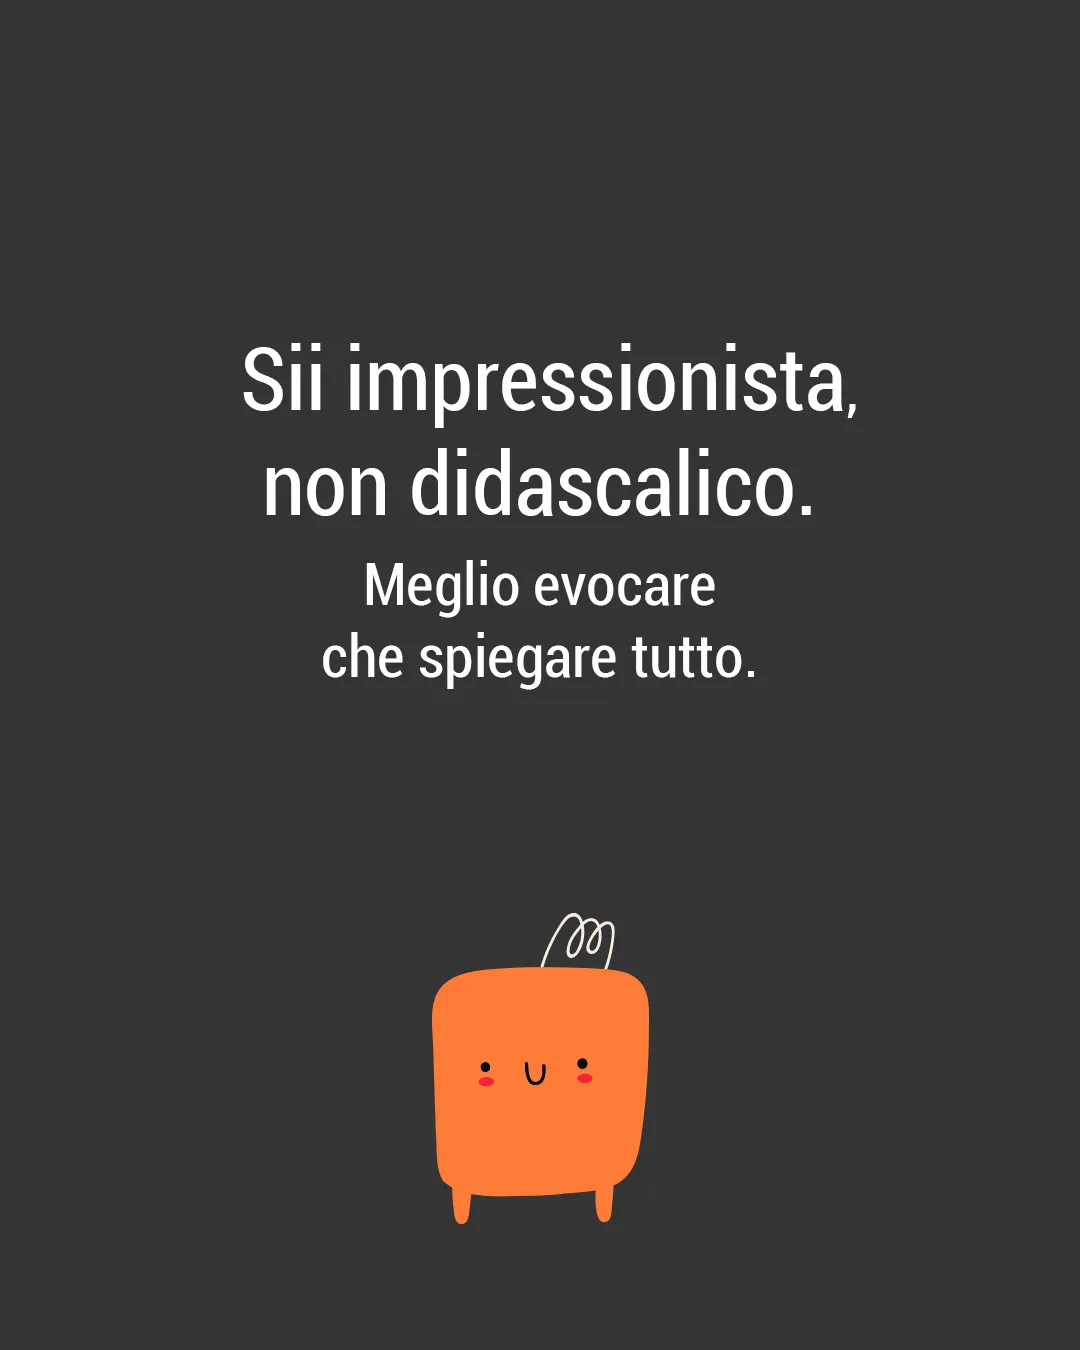 Sii impressionista,
non didascalico.
Meglio evocare
che spiegare tutto.